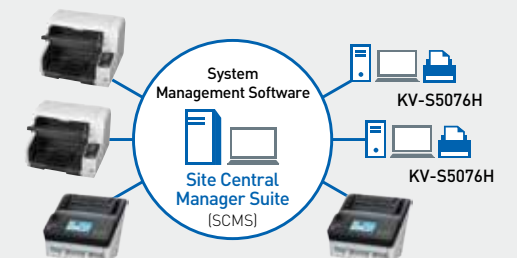 System
Management Software
Site Central
Manager Suite
(SCMS)
KV-S5076H
KV-S5076H